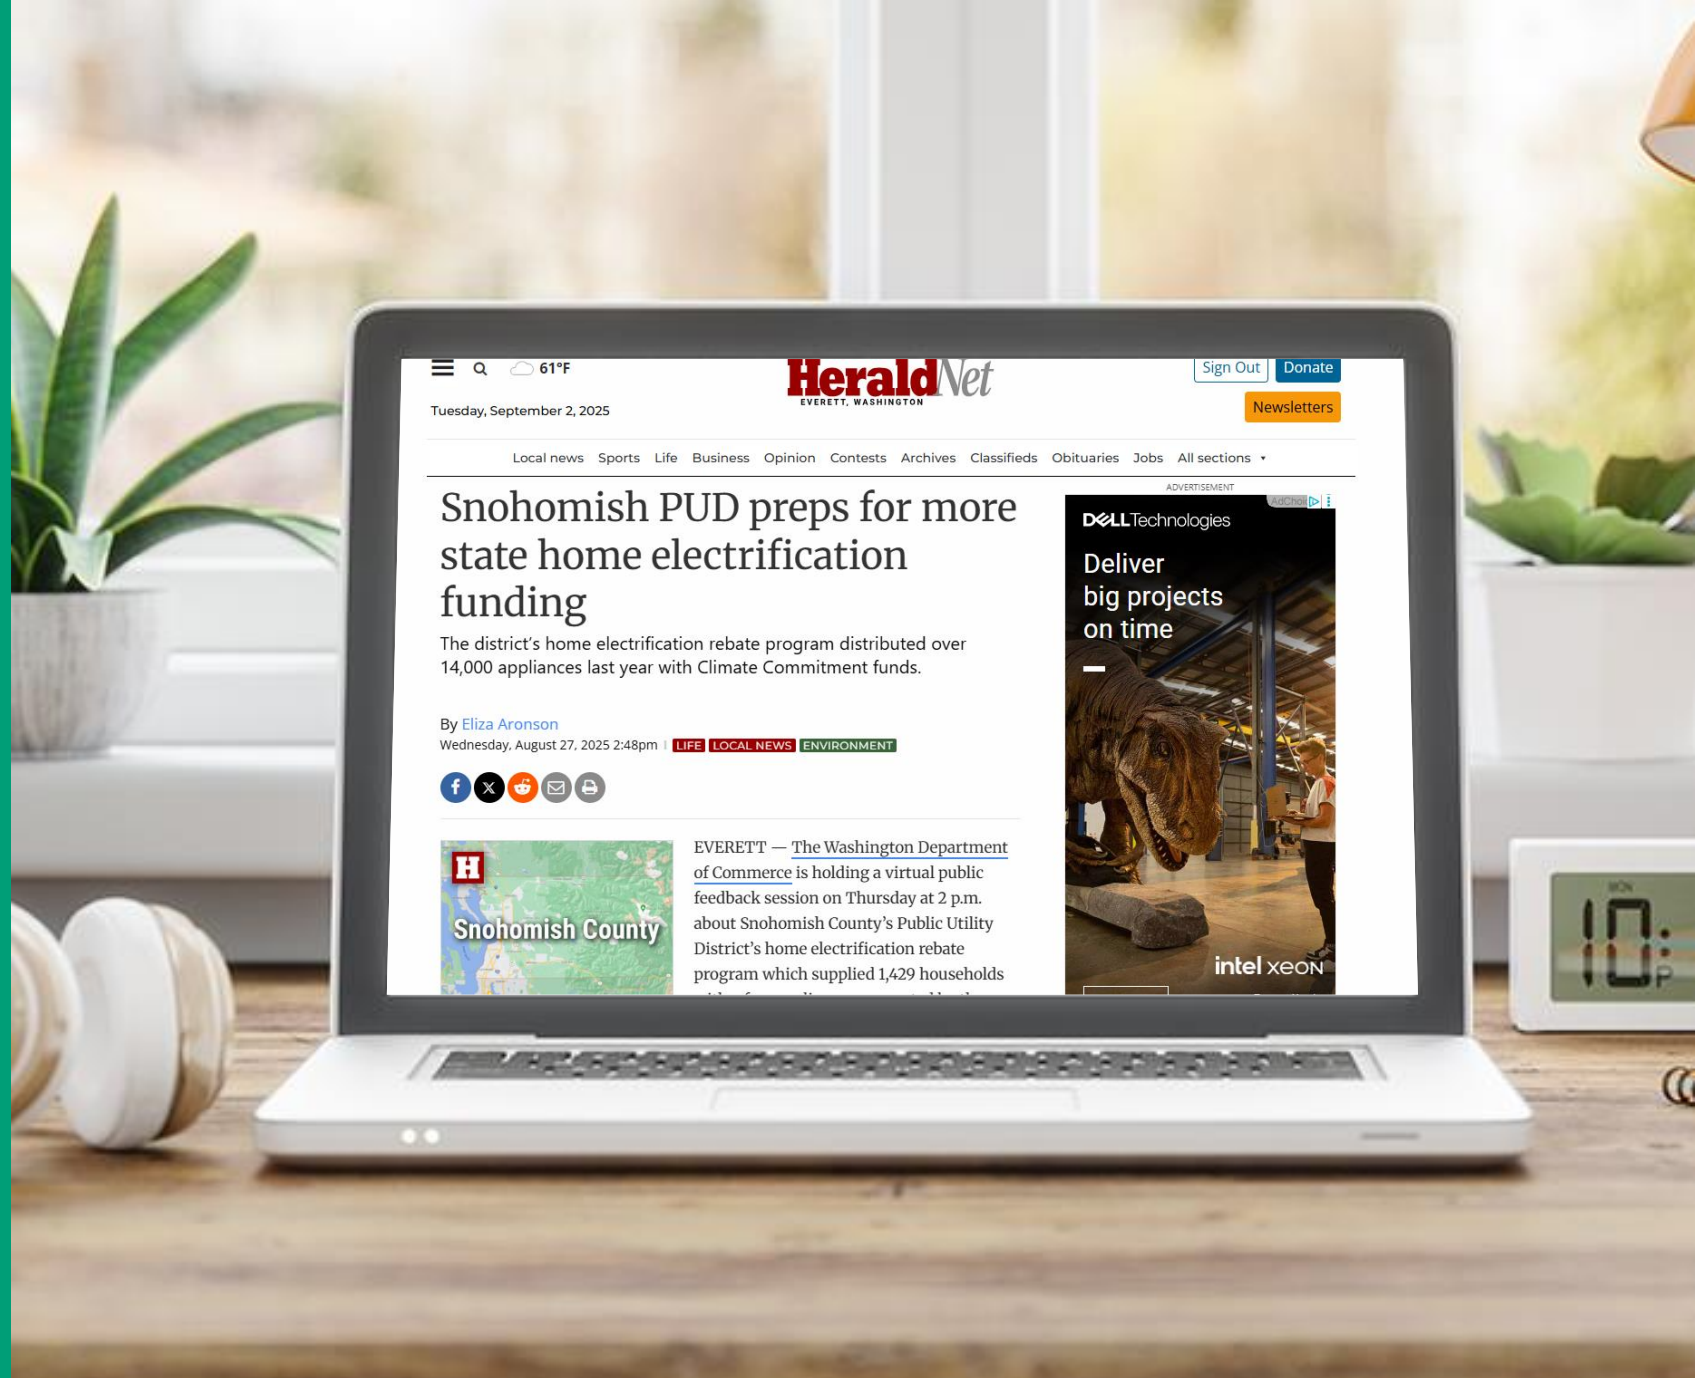 61°F
HeraldNet
EVERETT, WASHINGTON
Sign Out
Donate
Tuesday, September 2, 2025
Newsletters
Local news Sports Life Business Opinion Contests Archives Classifieds Obituaries Jobs All sections
ADVERTISEMENT
Snohomish PUD preps for more
state home electrification
funding
The district's home electrification rebate program distributed over
14,000 appliances last year with Climate Commitment funds.
By Eliza Aronson
Wednesday, August 27, 2025 2:48pm | LIFE LOCAL NEWS ENVIRONMENT
H
Snohomish County
EVERETT — The Washington Department
of Commerce is holding a virtual public
feedback session on Thursday at 2 p.m.
about Snohomish County's Public Utility
District's home electrification rebate
program which supplied 1,429 households
DELLTechnologies
Deliver
big projects
on time
intel xeon
MON
10:
P